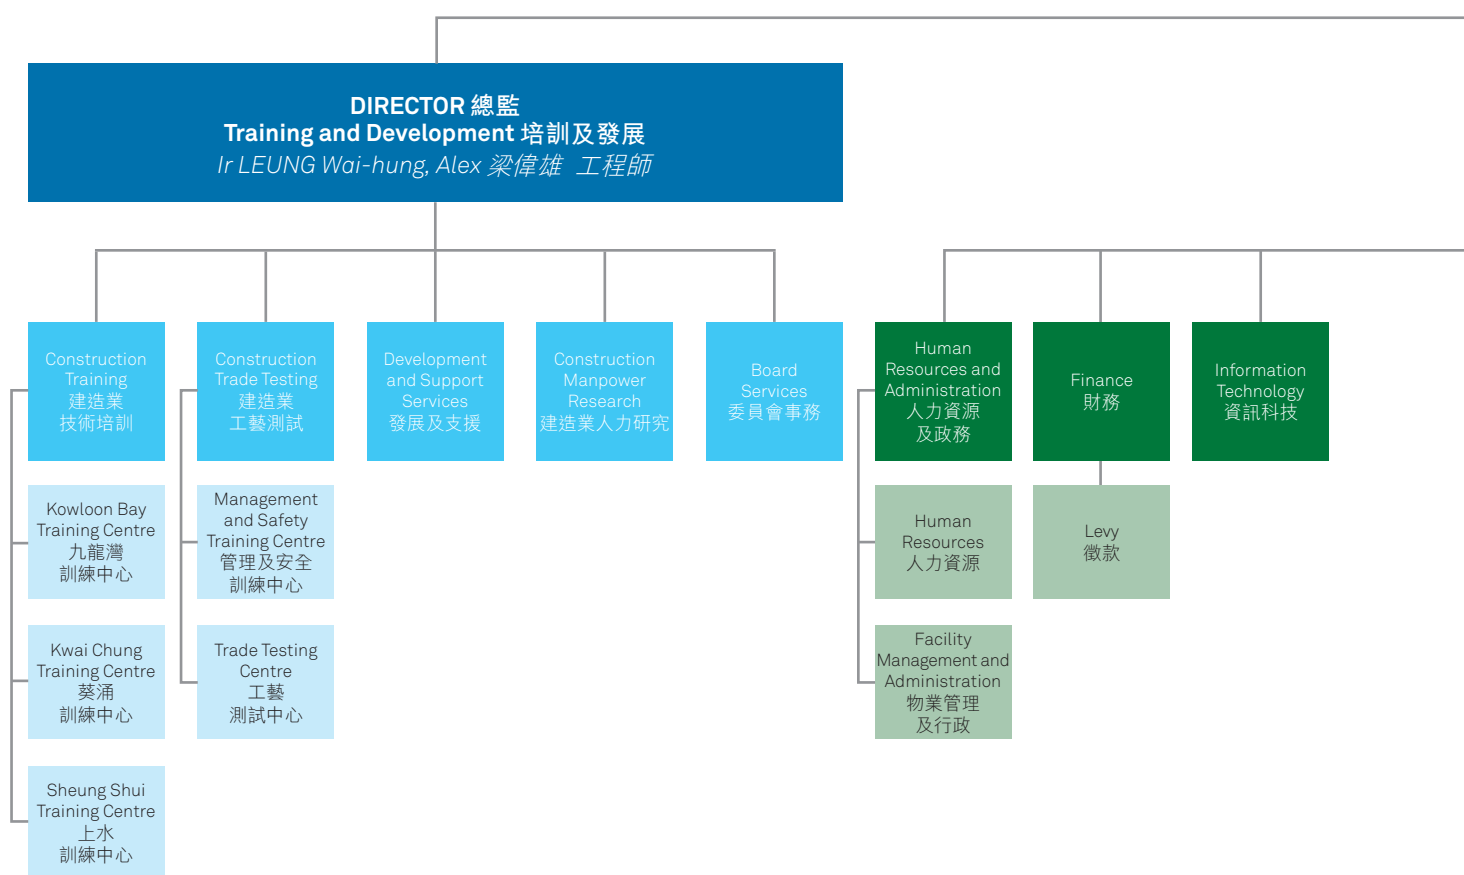 DIRECTOR 總監
Training and Development 培訓及發展
Ir LEUNG Wai-hung, Alex 梁偉雄 工程師
Construction
Training
建造業
技術培訓
Construction
Trade Testing
建造業
工藝測試
Development
and Support
Services
發展及支援
Construction
Manpower
Research
建造業人力研究
Board
Services
委員會事務
Human
Resources and
Administration
人力資源
及政務
Finance
財務
Information
Technology
資訊科技
Kowloon Bay
Training Centre
九龍灣
訓練中心
Management
and Safety
Training Centre
管理及安全
訓練中心
Human
Resources
人力資源
Levy
徵款
Kwai Chung
Training Centre
葵涌
訓練中心
Trade Testing
Centre
工藝
測試中心
Facility
Management and
Administration
物業管理
及行政
Sheung Shui
Training Centre
上水
訓練中心